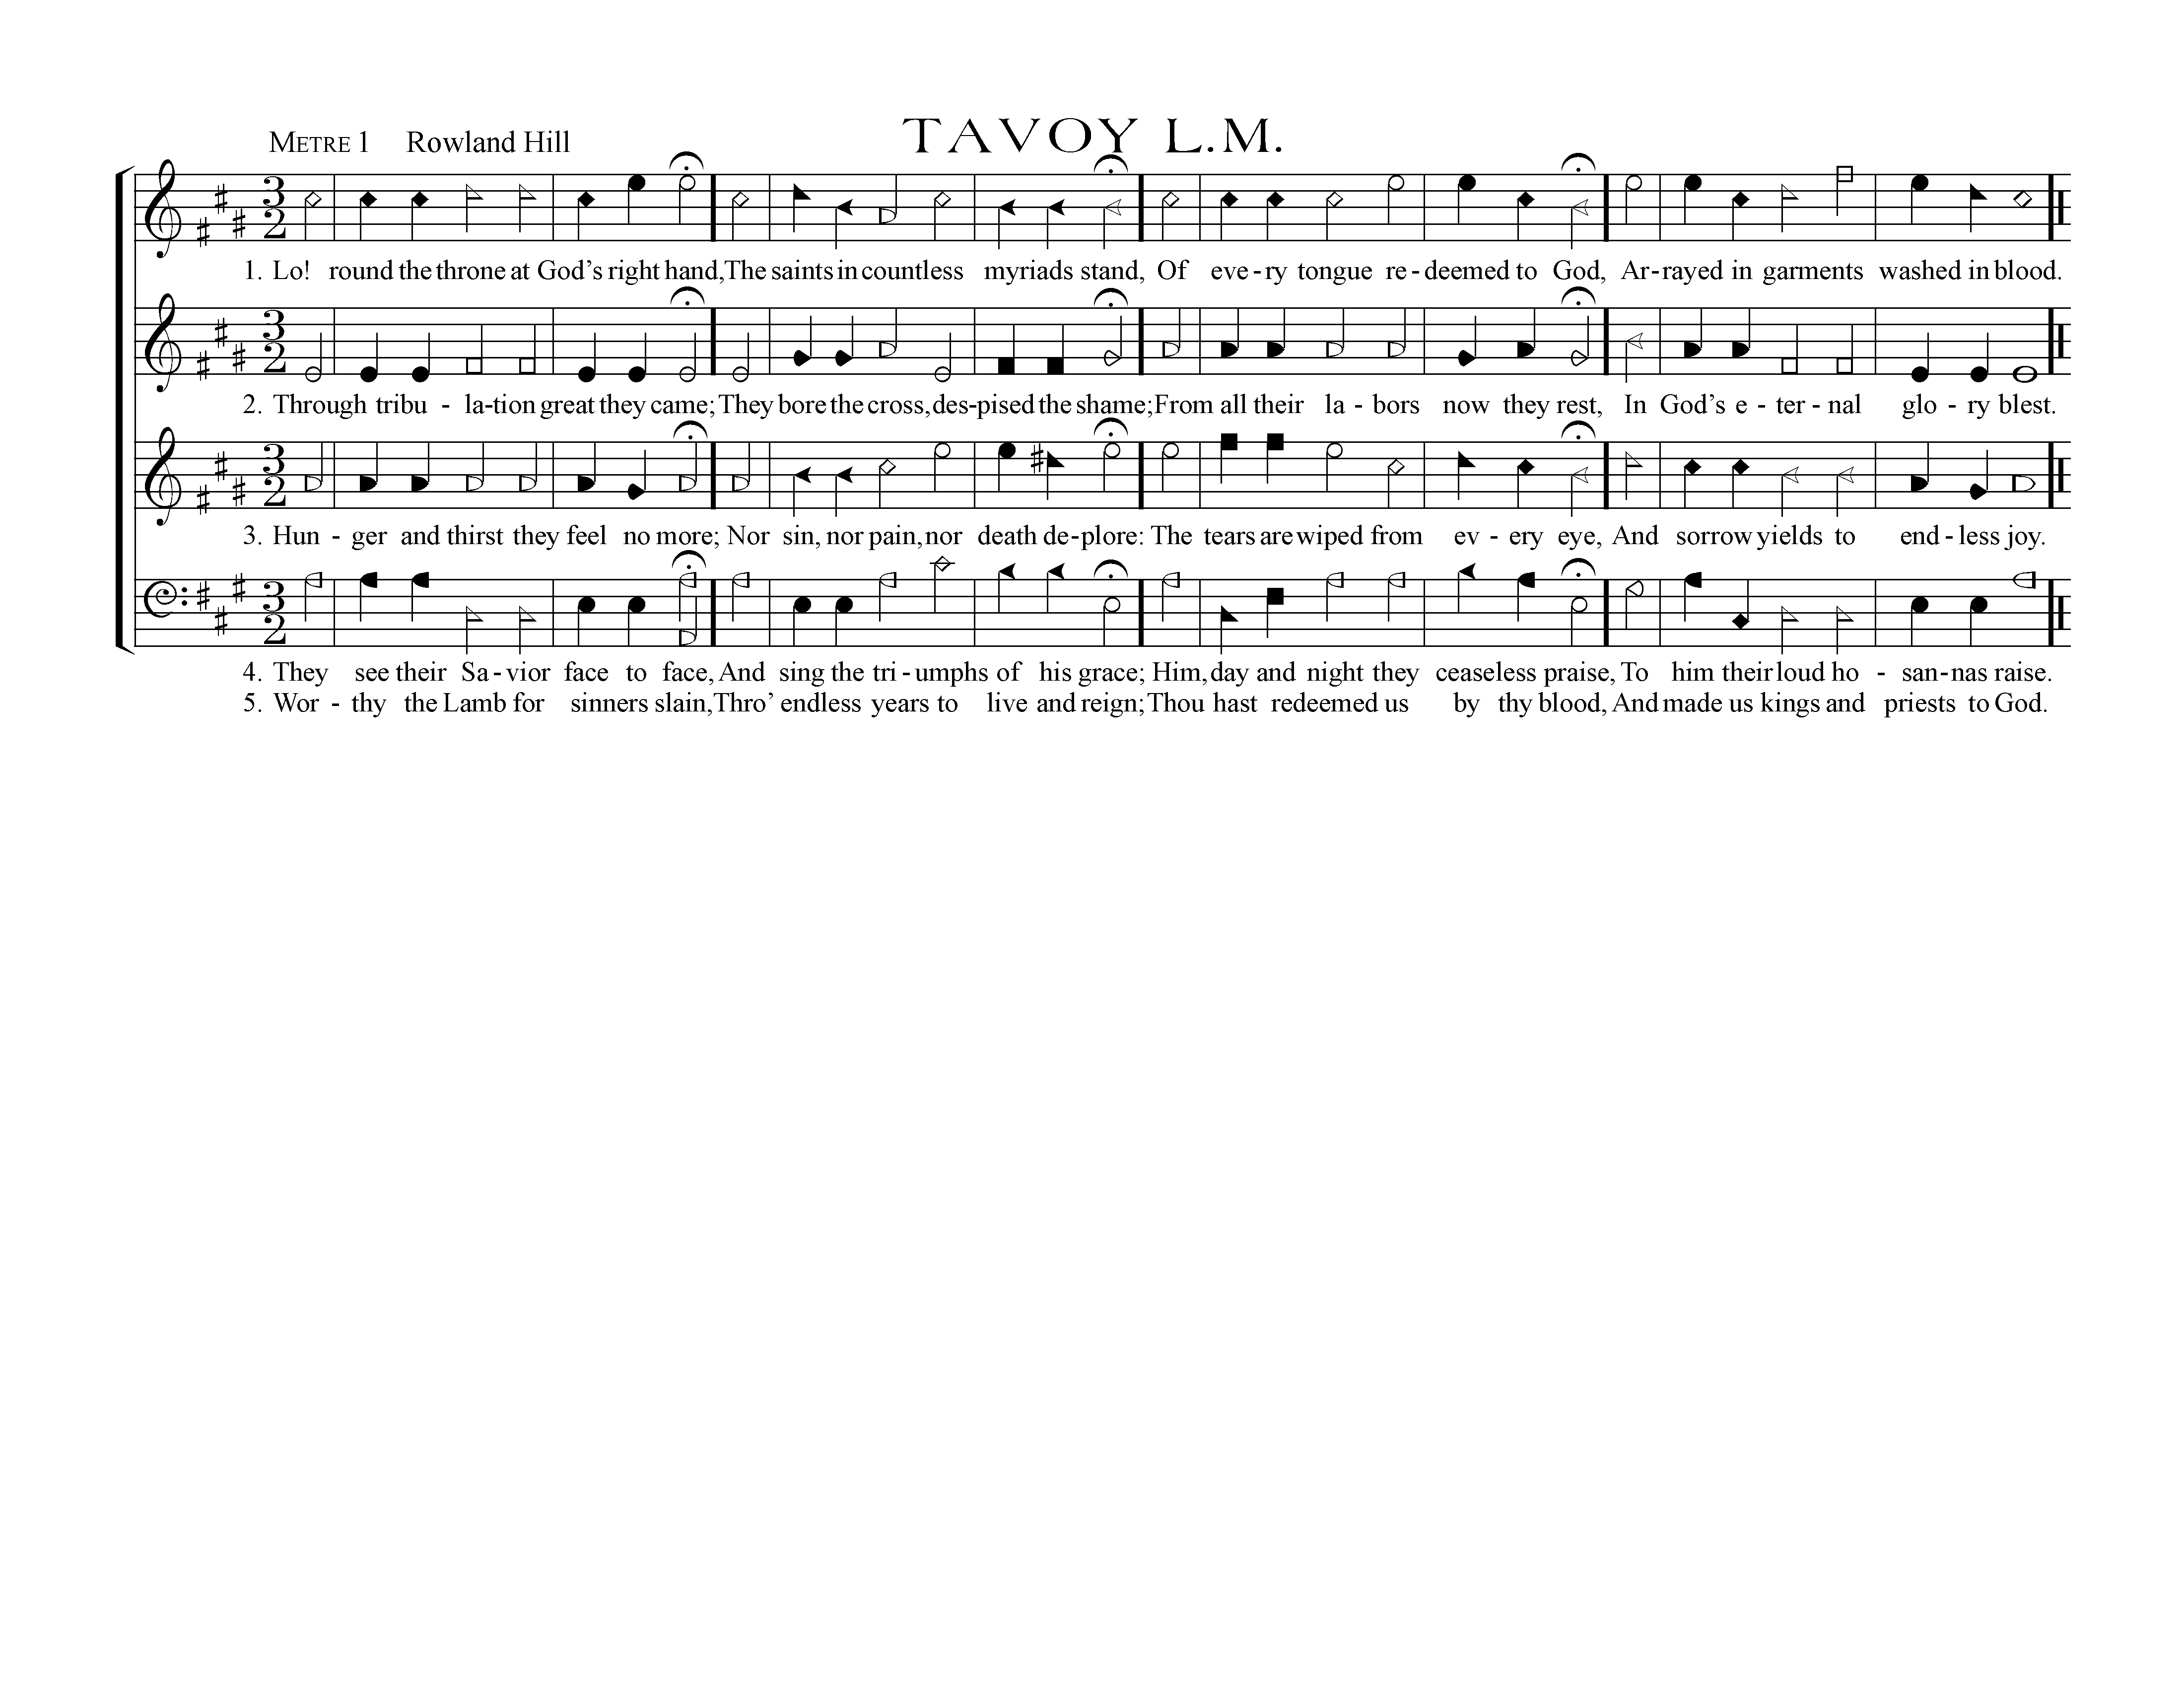 TAVOY L.M.
METRE 1 Rowland Hill
3
2
1. Lo! round the throne at God’s right hand, The saints in countless myriads stand, Of eve-ry tongue re-deemed to God, Ar-rayed in garments washed in blood.
3
2
2. Through tribu - la-tion great they came; They bore the cross, des-pised the shame; From all their la - bors now they rest, In God’s e - ter - nal glo - ry blest.
3
2
3. Hun - ger and thirst they feel no more; Nor sin, nor pain, nor death de-plore: The tears are wiped from ev - ery eye, And sorrow yields to end - less joy.
3
2
4. They see their Sa - vior face to face, And sing the tri - umphs of his grace; Him, day and night they ceaseless praise, To him their loud ho - san-nas raise.
5. Wor - thy the Lamb for sinners slain, Thro’ endless years to live and reign; Thou hast redeemed us by thy blood, And made us kings and priests to God.